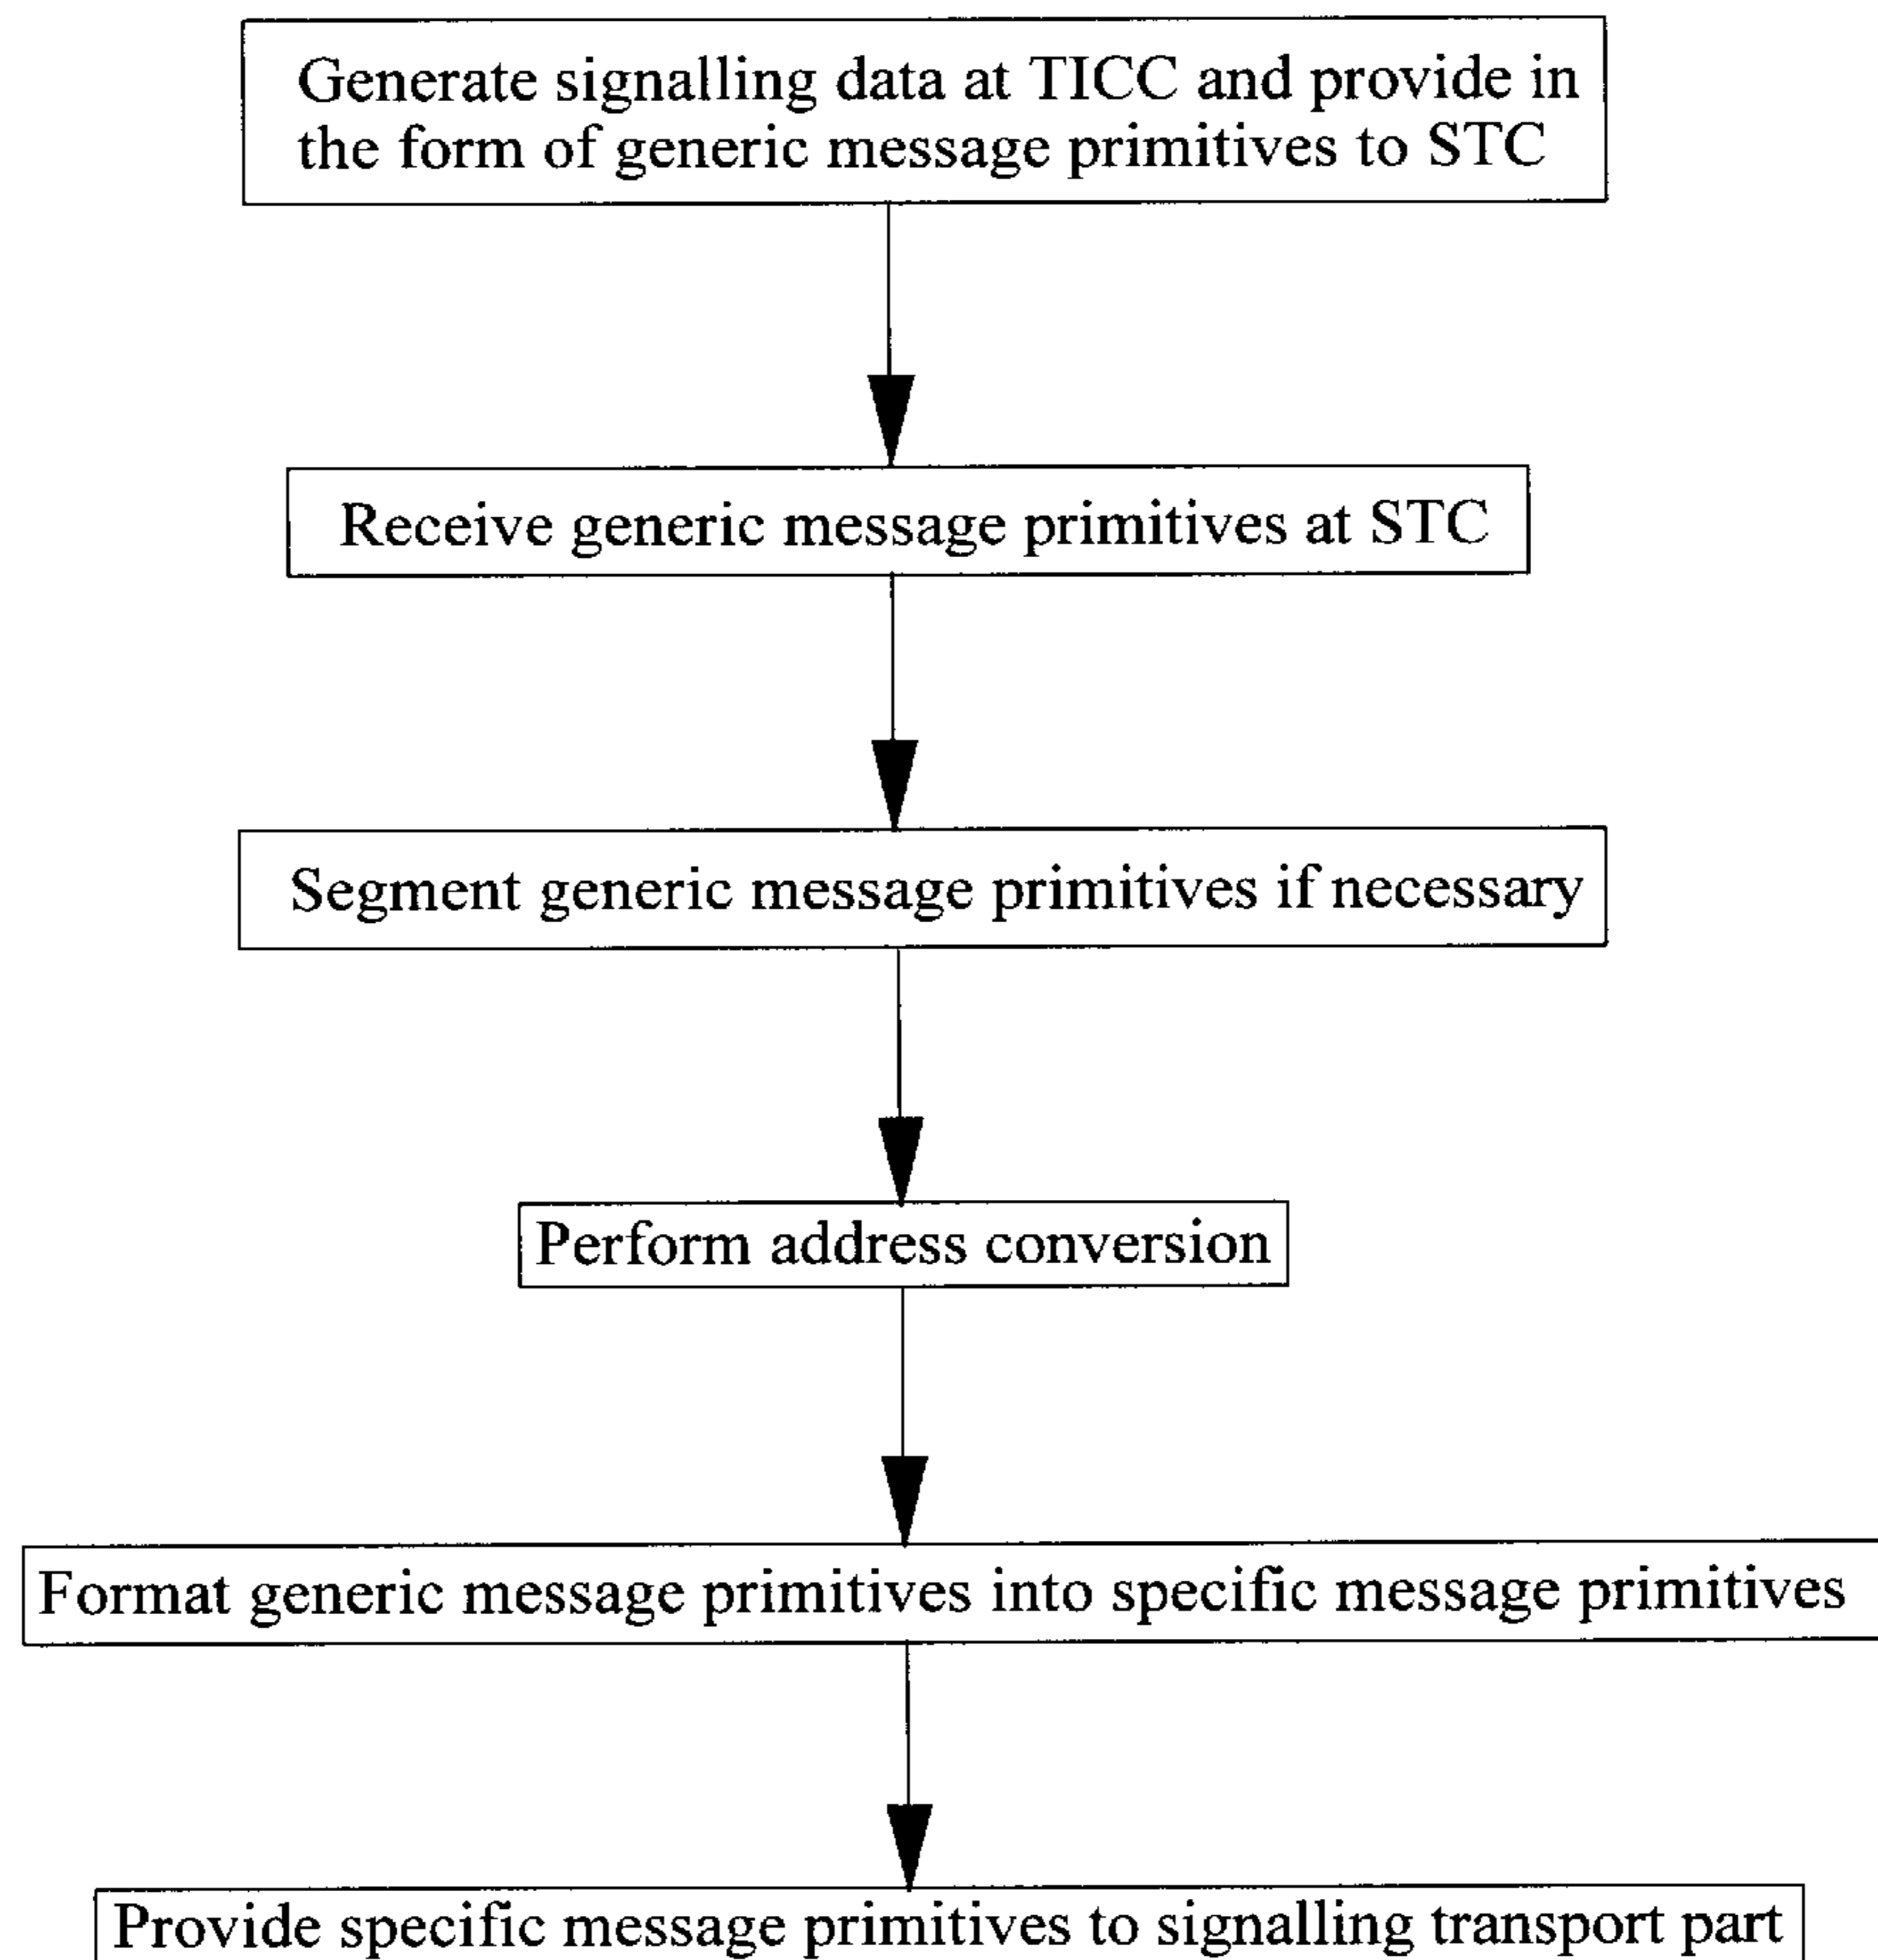 Generate signalling data at TICC and provide in
the form of generic message primitives to STC
Receive generic message primitives at STC
Segment generic message primitives if necessary
Perform address conversion
Format generic message primitives into specific message primitives
Provide specific message primitives to signalling transport part